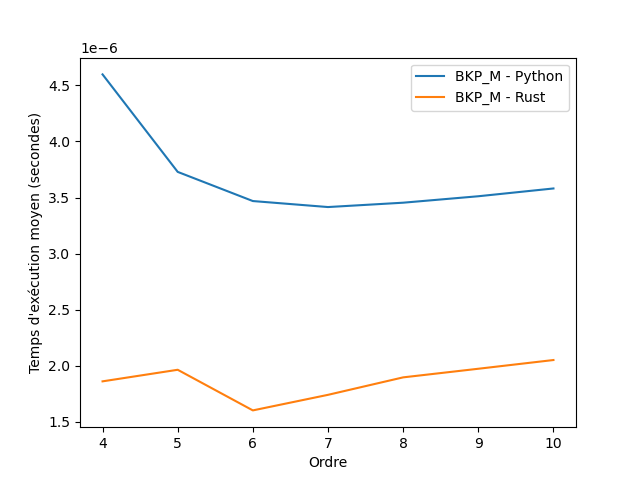 1e−6
4.5
4.0
3.5
3.0
2.5
2.0
1.5
Temps d'exécution moyen (secondes)
BKP_M - Python
BKP_M - Rust
4 5 6 7 8 9 10
Ordre